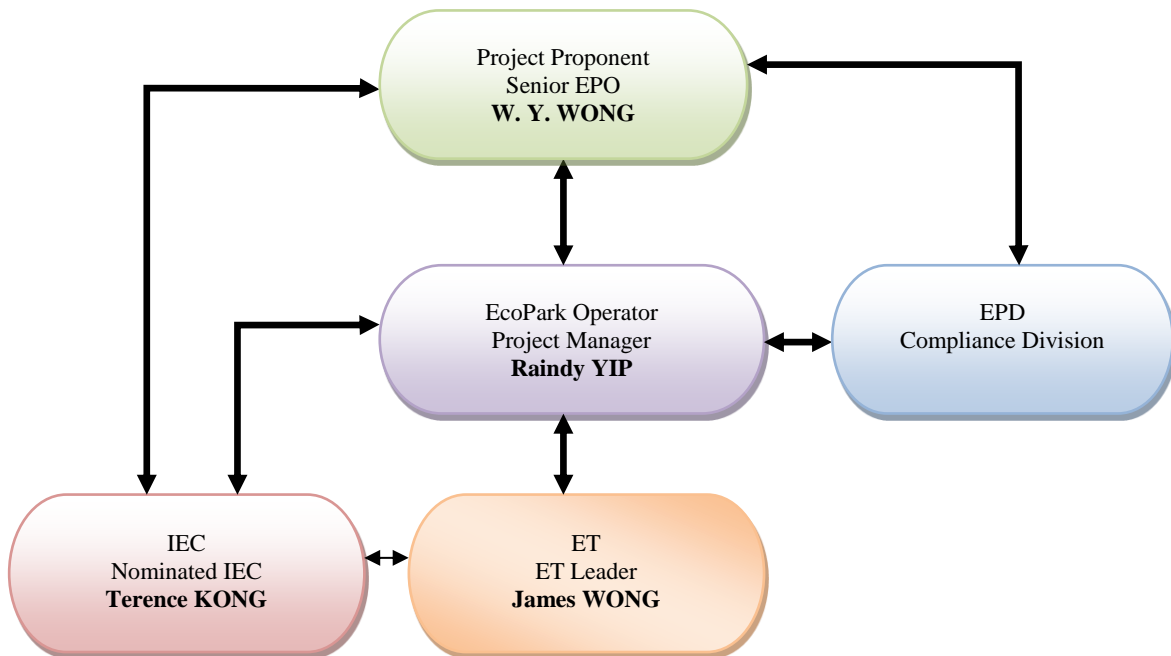 Project Proponent
Senior EPO
W. Y. WONG
EcoPark Operator
Project Manager
Raindy YIP
EPD
Compliance Division
IEC
Nominated IEC
Terence KONG
ET
ET Leader
James WONG